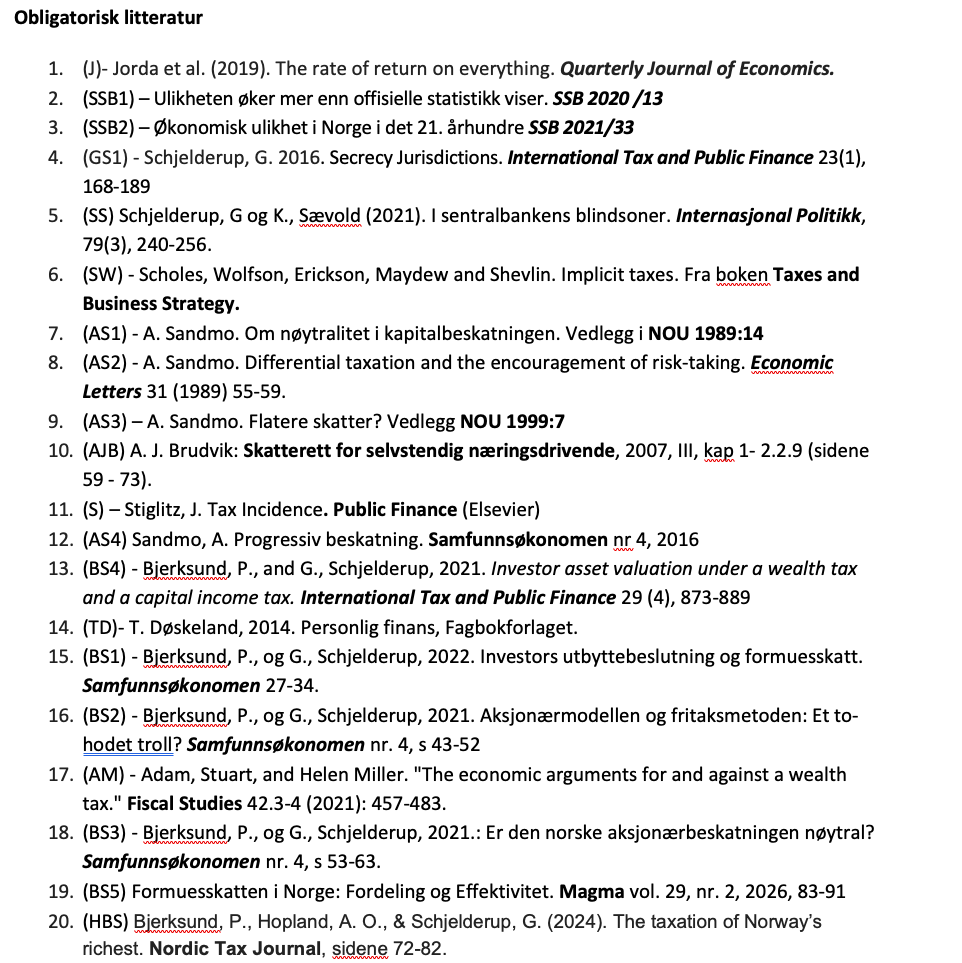 Obligatorisk litteratur
1. (J)- Jorda et al. (2019). The rate of return on everything. Quarterly Journal of Economics.
2. (SSB1) – Ulikheten øker mer enn offisielle statistikk viser. SSB 2020 /13
3. (SSB2) – Økonomisk ulikhet i Norge i det 21. århundre SSB 2021/33
4. (GS1) - Schjelderup, G. 2016. Secrecy Jurisdictions. International Tax and Public Finance 23(1),
168-189
5. (SS) Schjelderup, G og K., Sævold (2021). I sentralbankens blindsoner. Internasjonal Politikk,
79(3), 240-256.
6. (SW) - Scholes, Wolfson, Erickson, Maydew and Shevlin. Implicit taxes. Fra boken Taxes and
Business Strategy.
7. (AS1) - A. Sandmo. Om nøytralitet i kapitalbeskatningen. Vedlegg i NOU 1989:14
8. (AS2) - A. Sandmo. Differential taxation and the encouragement of risk-taking. Economic
Letters 31 (1989) 55-59.
9. (AS3) – A. Sandmo. Flatere skatter? Vedlegg NOU 1999:7
10. (AJB) A. J. Brudvik: Skatterett for selvstendig næringsdrivende, 2007, III, kap 1- 2.2.9 (sidene
59 - 73).
11. (S) – Stiglitz, J. Tax Incidence. Public Finance (Elsevier)
12. (AS4) Sandmo, A. Progressiv beskatning. Samfunnsøkonomen nr 4, 2016
13. (BS4) - Bjerksund, P., and G., Schjelderup, 2021. Investor asset valuation under a wealth tax
and a capital income tax. International Tax and Public Finance 29 (4), 873-889
14. (TD)- T. Døskeland, 2014. Personlig finans, Fagbokforlaget.
15. (BS1) - Bjerksund, P., og G., Schjelderup, 2022. Investors utbyttebeslutning og formuesskatt.
Samfunnsøkonomen 27-34.
16. (BS2) - Bjerksund, P., og G., Schjelderup, 2021. Aksjonærmodellen og fritaksmetoden: Et to-
hodet troll? Samfunnsøkonomen nr. 4, s 43-52
17. (AM) - Adam, Stuart, and Helen Miller. "The economic arguments for and against a wealth
tax." Fiscal Studies 42.3-4 (2021): 457-483.
18. (BS3) - Bjerksund, P., og G., Schjelderup, 2021.: Er den norske aksjonærbeskatningen nøytral?
Samfunnsøkonomen nr. 4, s 53-63.
19. (BS5) Formuesskatten i Norge: Fordeling og Effektivitet. Magma vol. 29, nr. 2, 2026, 83-91
20. (HBS) Bjerksund, P., Hopland, A. O., & Schjelderup, G. (2024). The taxation of Norway's
richest. Nordic Tax Journal, sidene 72-82.